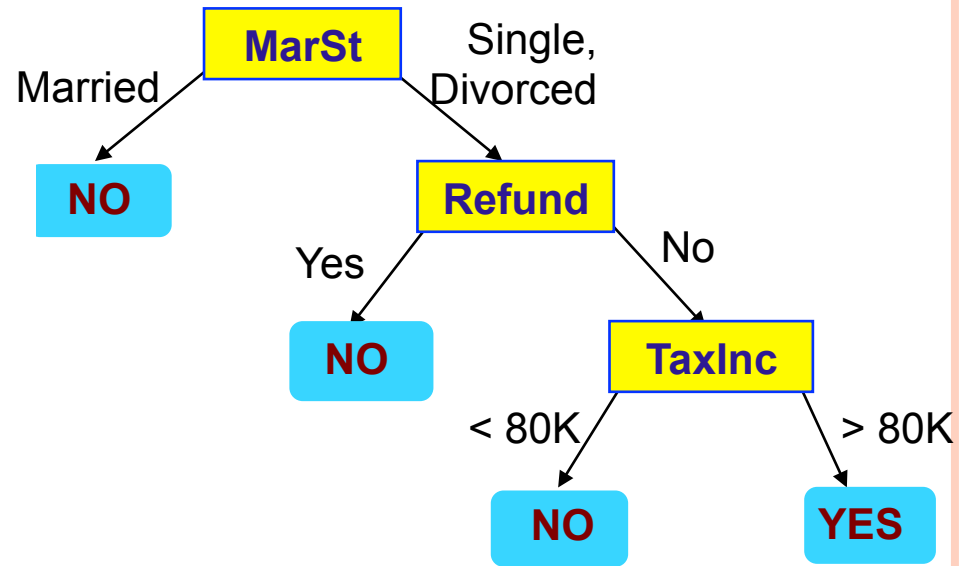 MarSt
Single,
Married
Divorced
NO
Refund
Yes
No
NO
TaxInc
< 80K
> 80K
NO
YES